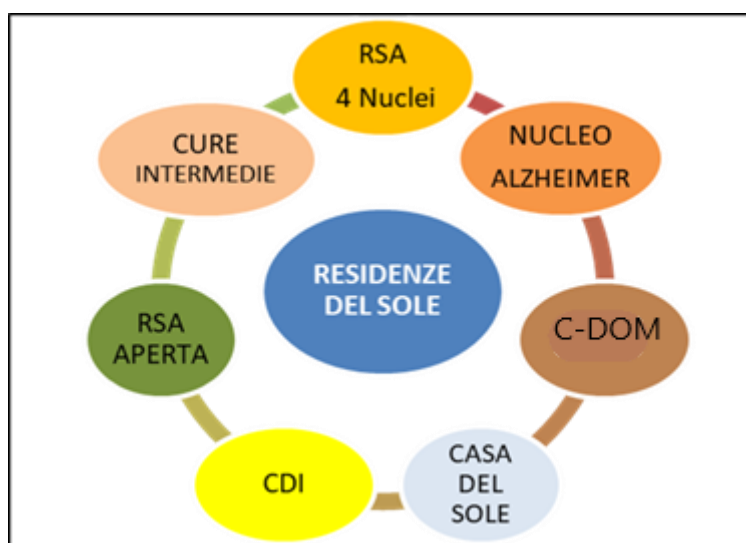 RSA
4 Nuclei
NUCLEO
ALZHEIMER
C-DOM
CASA
DEL
SOLE
CDI
RSA
APERTA
CURE
INTERMEDIE
RESIDENZE
DEL SOLE